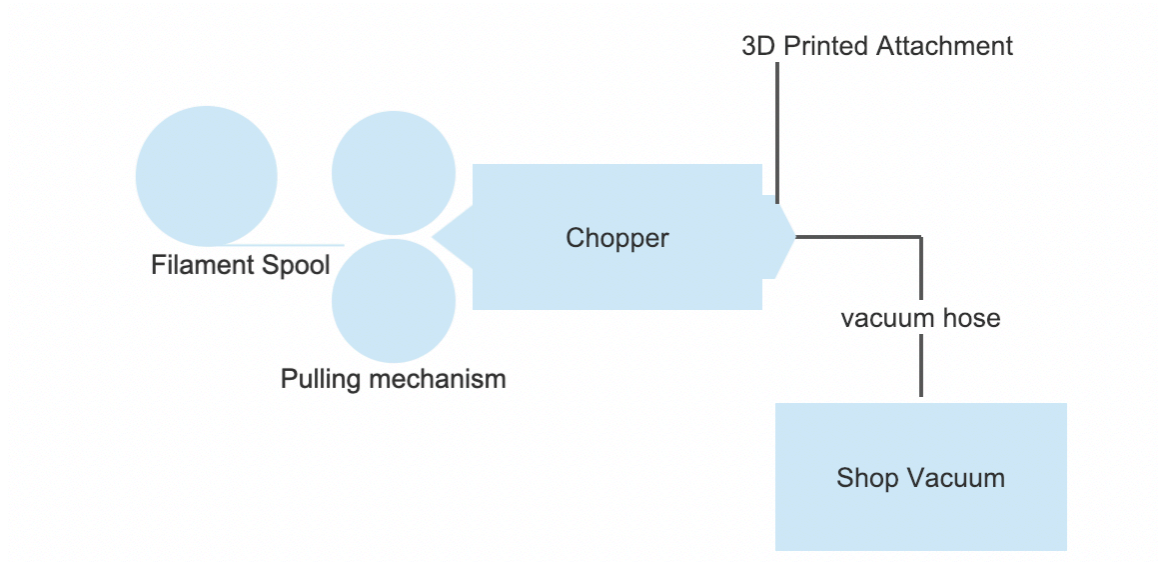 3D Printed Attachment
Chopper
Filament Spool
vacuum hose
Pulling mechanism
Shop Vacuum